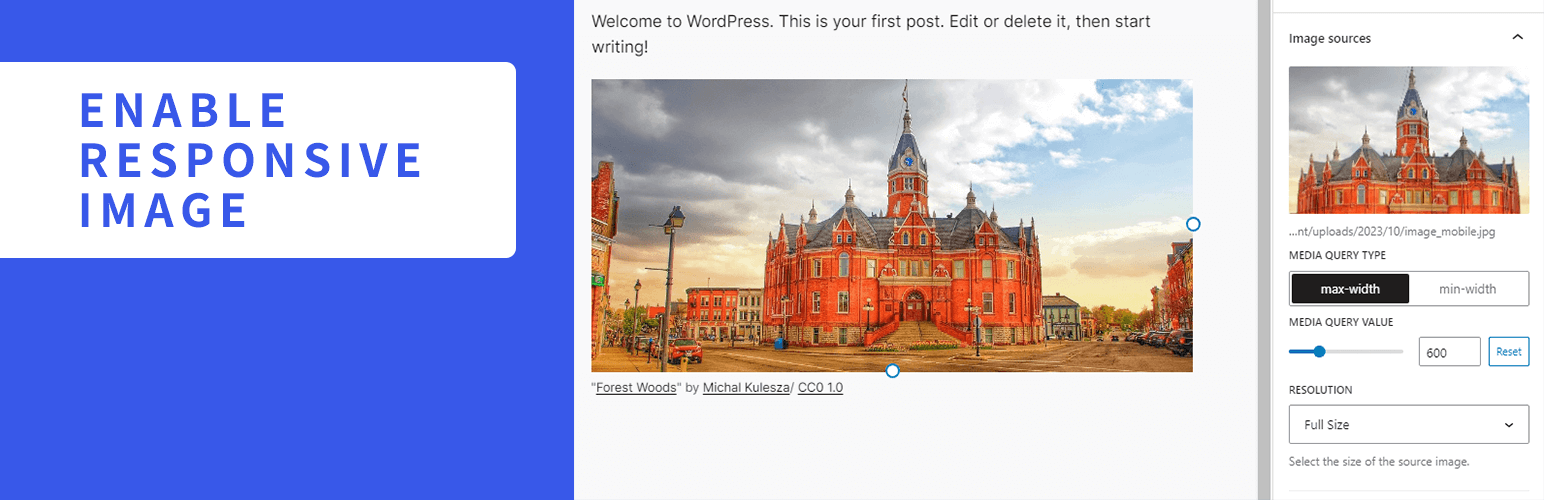 ENABLE
RESPONSIVE
IMAGE
Welcome to WordPress. This is your first post. Edit or delete it, then start
writing!
"Forest Woods" by Michal Kulesza/ CC0 1.0
Image sources
...nt/uploads/2023/10/image_mobile.jpg
MEDIA QUERY TYPE
max-width min-width
MEDIA QUERY VALUE
600 Reset
RESOLUTION
Full Size
Select the size of the source image.